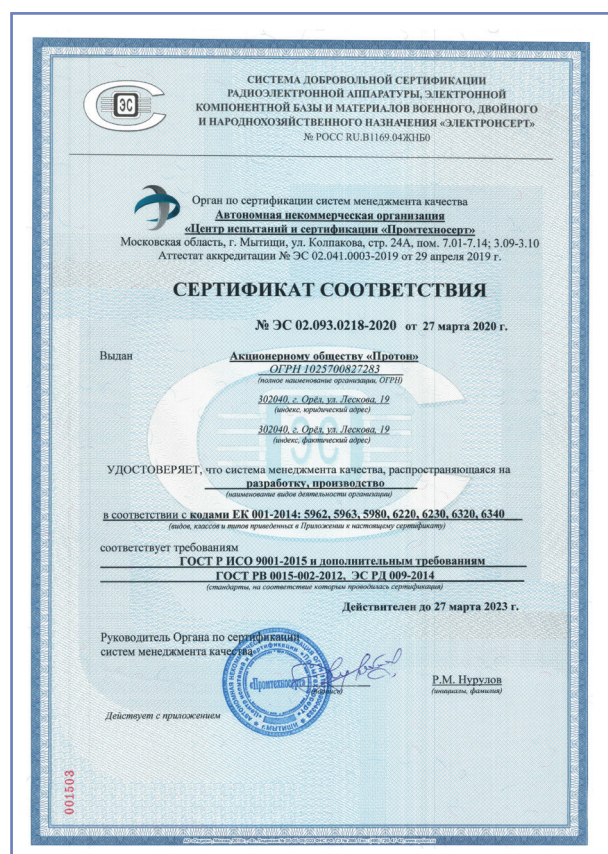 ЭС
СИСТЕМА ДОБРОВОЛЬНОЙ СЕРТИФИКАЦИИ
РАДИОЭЛЕКТРОННОЙ АППАРАТУРЫ, ЭЛЕКТРОННОЙ
КОМПОНЕНТНОЙ БАЗЫ И МАТЕРИАЛОВ ВОЕННОГО, ДВОЙНОГО
И НАРОДНОХОЗЯЙСТВЕННОГО НАЗНАЧЕНИЯ «ЭЛЕКТРОНСЕРТ»
№ РОСС RU.В1169.04ЖНБ0
Орган по сертификации систем менеджмента качества
Автономная некоммерческая организация
«Центр испытаний и сертификации «Промтехносерт»
Московская область, г. Мытищи, ул. Колпакова, стр. 24А, пом. 7.01-7.14; 3.09-3.10
Аттестат аккредитации № ЭС 02.041.0003-2019 от 29 апреля 2019 г.
СЕРТИФИКАТ СООТВЕТСТВИЯ
№ ЭС 02.093.0218-2020 от 27 марта 2020 г.
Выдан Акционерному обществу «Протон»
ОГРН 1025700827283
(полное наименование организации, ОГРН)
302040, г. Орёл, ул. Лескова, 19
(индекс, юридический адрес)
302040, г. Орёл, ул. Лескова, 19
(индекс, фактический адрес)
УДОСТОВЕРЯЕТ, что система менеджмента качества, распространяющаяся на
разработку, производство
(наименование видов деятельности организации)
в соответствии с кодами ЕК 001-2014: 5962, 5963, 5980, 6220, 6230, 6320, 6340
(видов, классов и типов приведенных в Приложении к настоящему сертификату)
соответствует требованиям
ГОСТ Р ИСО 9001-2015 и дополнительным требованиям
ГОСТ РВ 0015-002-2012, ЭС РД 009-2014
(стандарты, на соответствие которым проводилась сертификация)
Действителен до 27 марта 2023 г.
Руководитель Органа по сертификации
систем менеджмента качества
«Промтехносерт»
г. МЫТИЩИ
(подпись)
Р.М. Нурулов
(инициалы, фамилия)
Действует с приложением
001503